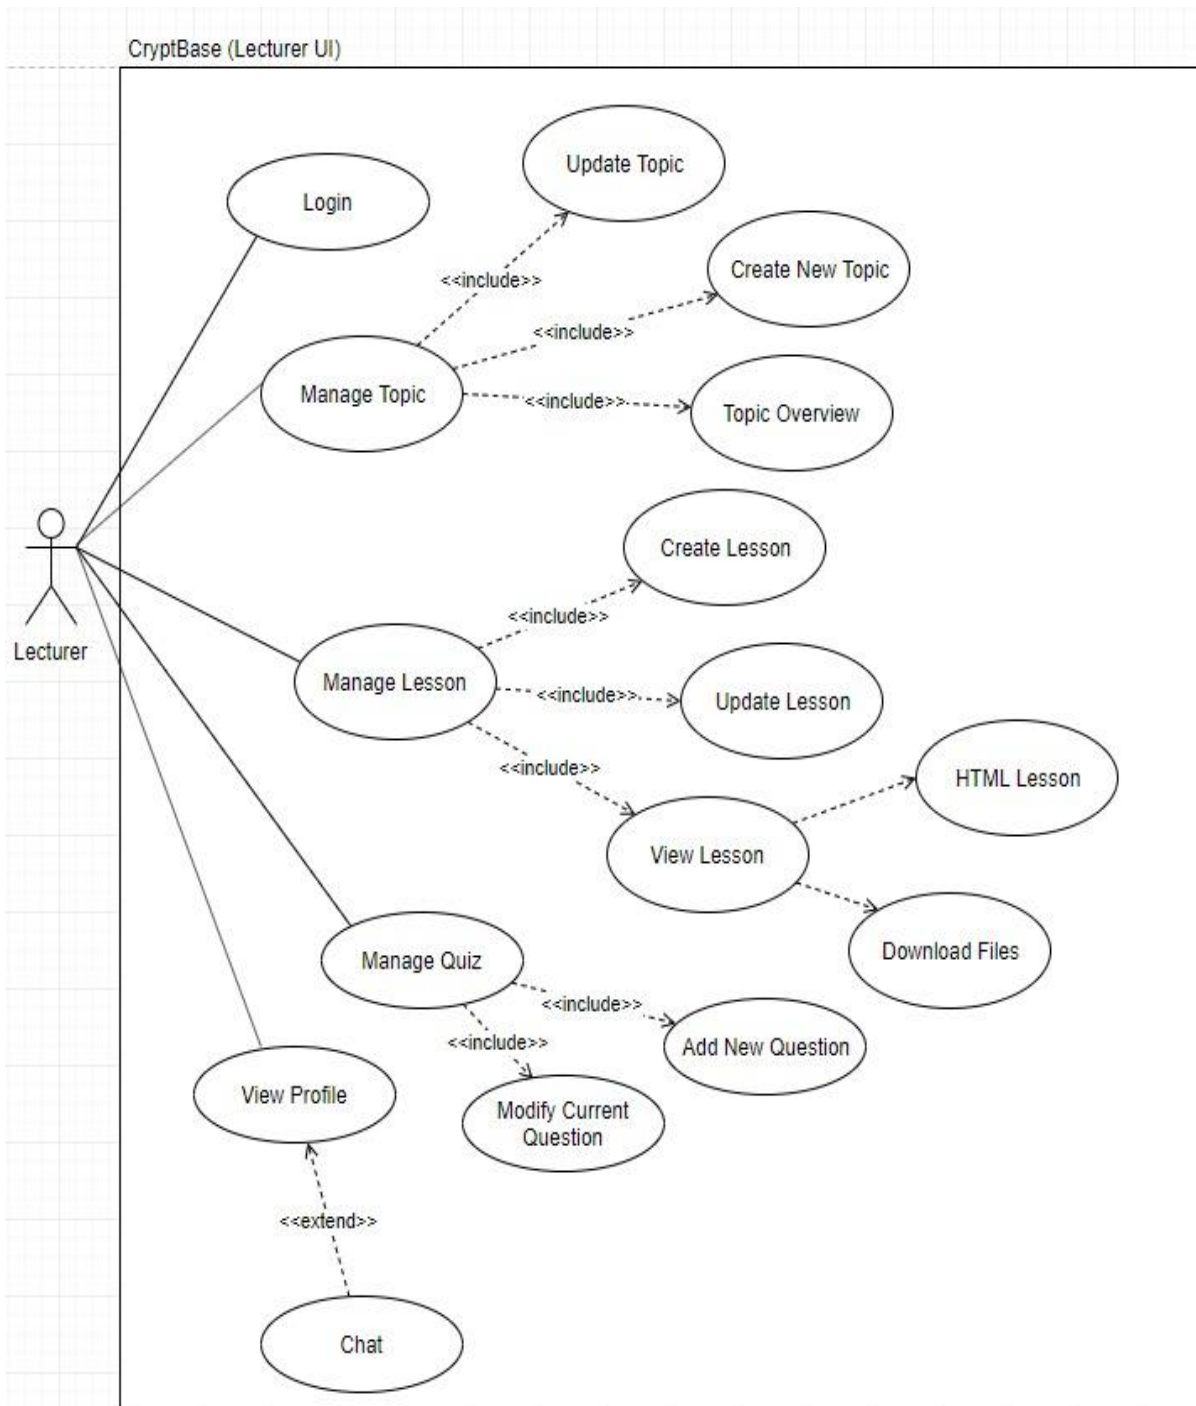 CryptBase (Lecturer UI)
Update Topic
Login
Create New Topic
<<include>>
<<include>>
Manage Topic
<<include>>
Topic Overview
Create Lesson
<<include>>
Lecturer
Manage Lesson
<<include>>
Update Lesson
<<include>>
HTML Lesson
View Lesson
Download Files
Manage Quiz
<<include>>
<<include>>
Add New Question
View Profile
Modify Current
Question
<<extend>>
Chat